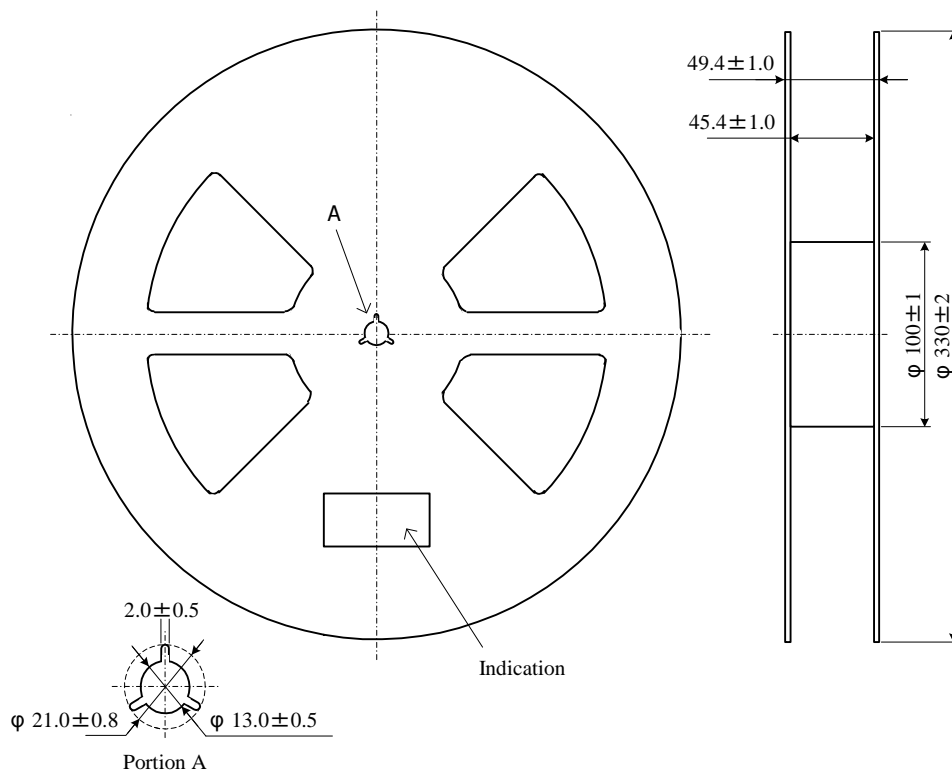 49.4±1.0
45.4±1.0
A
φ 100±1
φ 330±2
2.0±0.5
Indication
φ 21.0±0.8
φ 13.0±0.5
Portion A